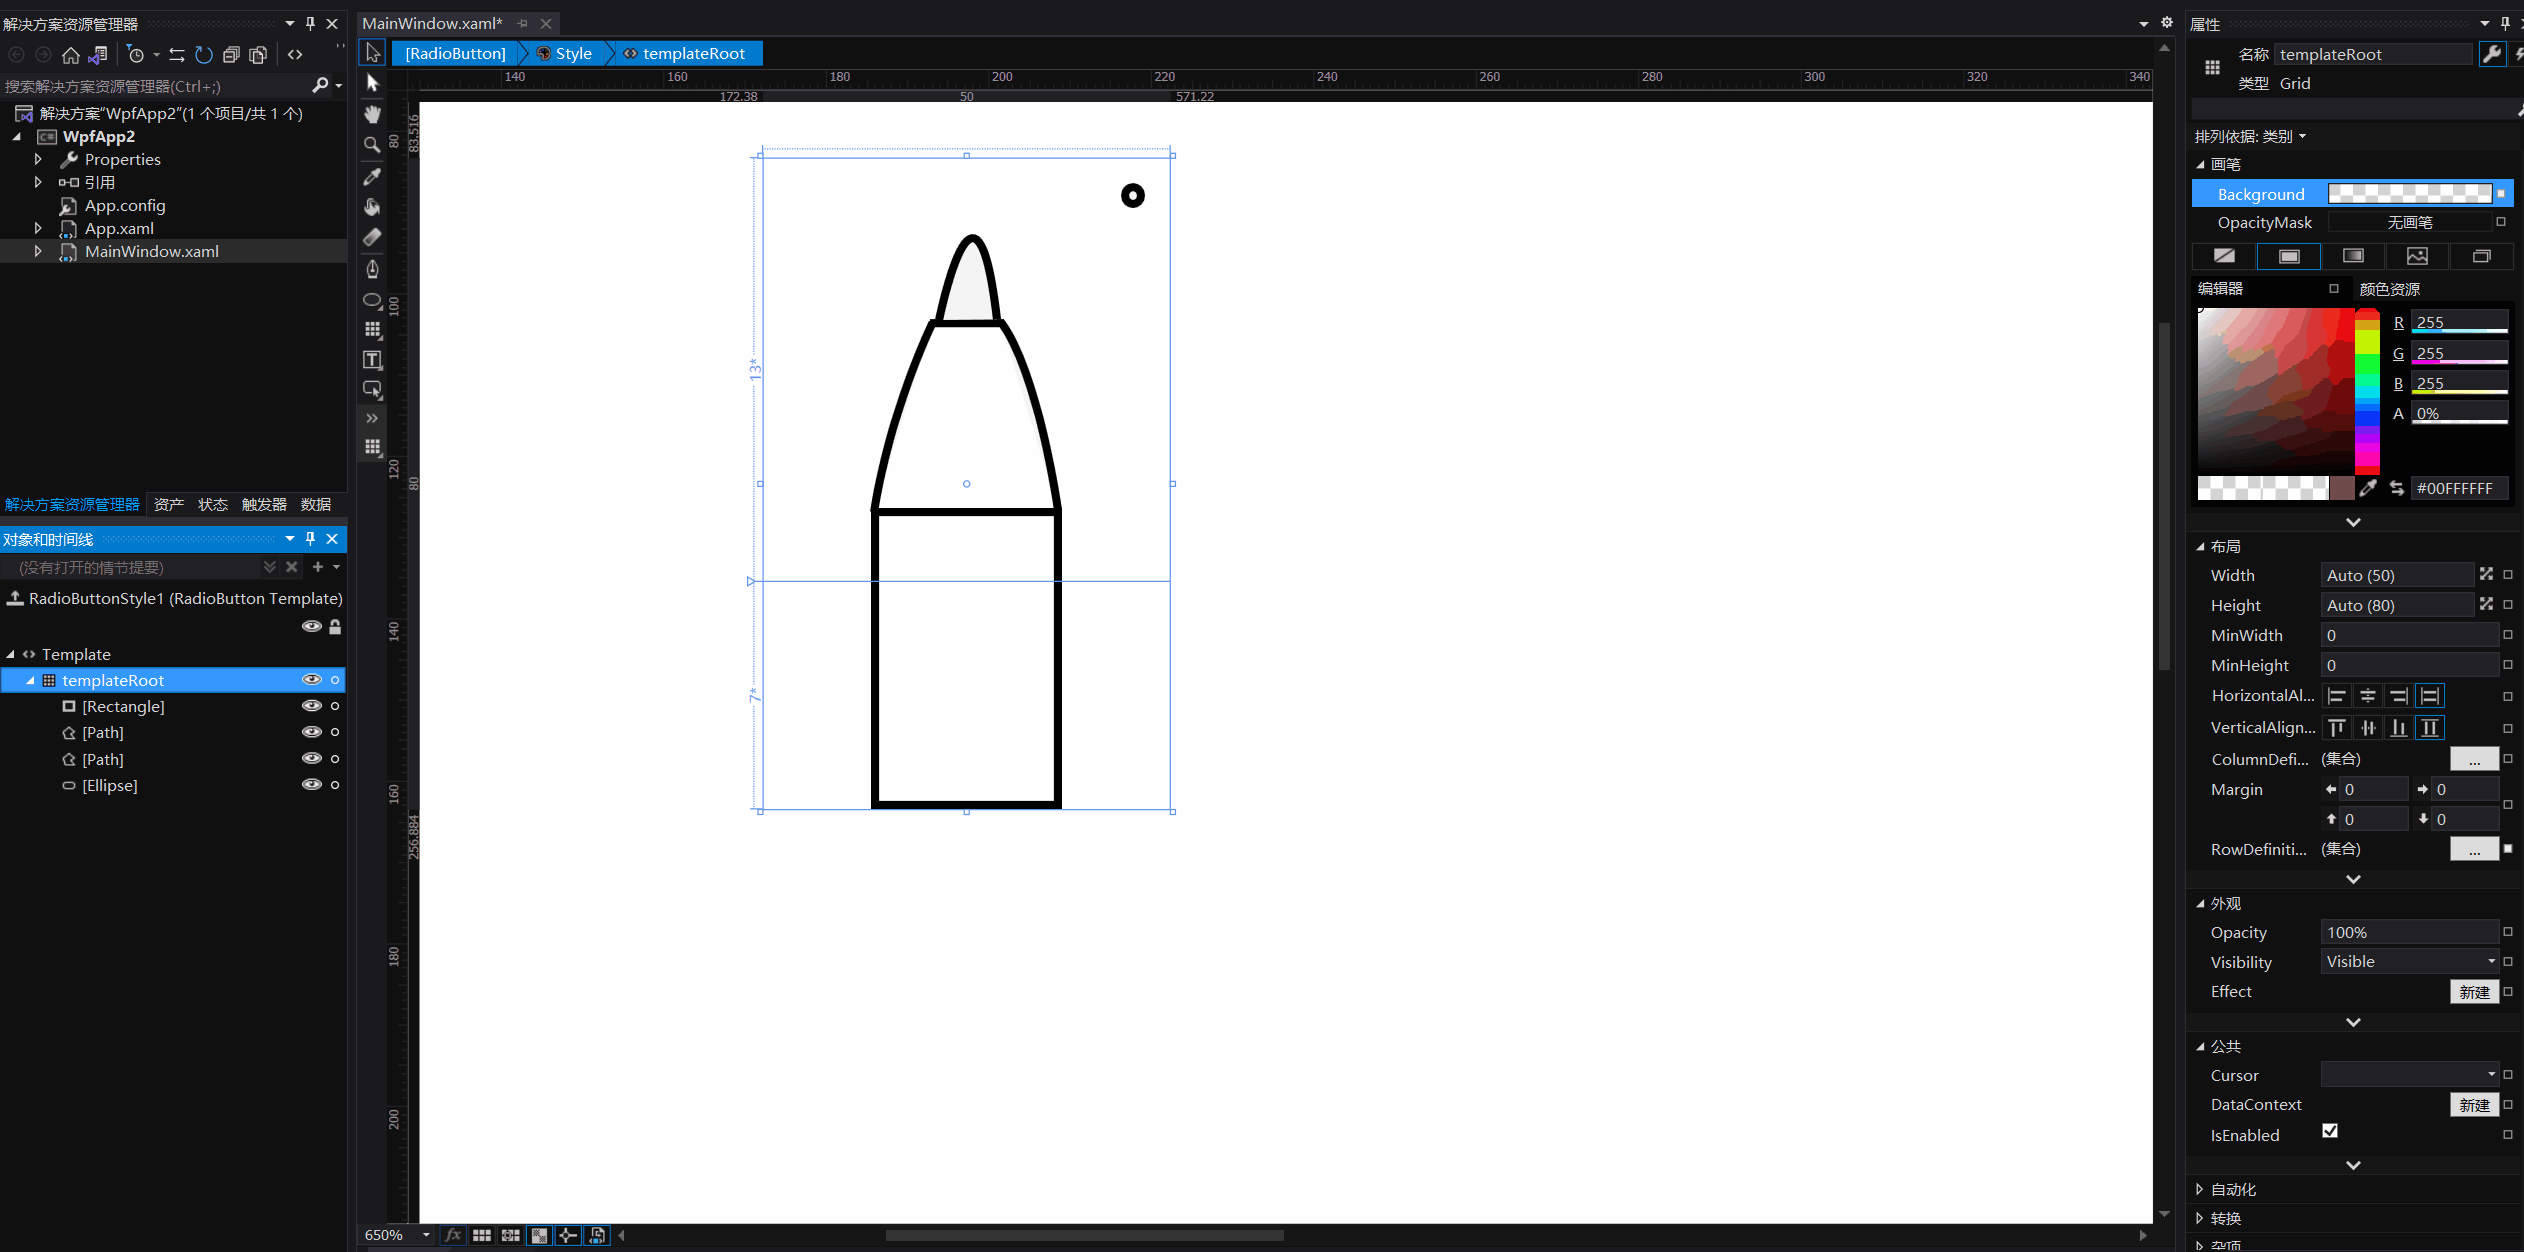 解决方案资源管理器
搜索解决方案资源管理器(Ctrl+;)
解决方案"WpfApp2"(1 个项目/共 1 个)
WpfApp2
Properties
引用
App.config
App.xaml
MainWindow.xaml
解决方案资源管理器 资产 状态 触发器 数据
对象和时间线
(没有打开的情节提要)
RadioButtonStyle1 (RadioButton Template)
Template
templateRoot
[Rectangle]
[Path]
[Path]
[Ellipse]
MainWindow.xaml*
[RadioButton] Style templateRoot
140 160 180 200 220 240 260 280 300 320 340
172.38 50 571.22
80
83.516
100
120
80
140
160
256.884
180
200
13*
7*
650% fx
属性
名称 templateRoot
类型 Grid
排列依据: 类别
画笔
Background
OpacityMask 无画笔
编辑器 颜色资源
R 255
G 255
B 255
A 0%
#00FFFFFF
布局
Width Auto (50)
Height Auto (80)
MinWidth 0
MinHeight 0
HorizontalAl...
VerticalAlign...
ColumnDefi... (集合) ...
Margin 0 0
0 0
RowDefiniti... (集合) ...
外观
Opacity 100%
Visibility Visible
Effect 新建
公共
Cursor
DataContext 新建
IsEnabled
自动化
转换
杂项